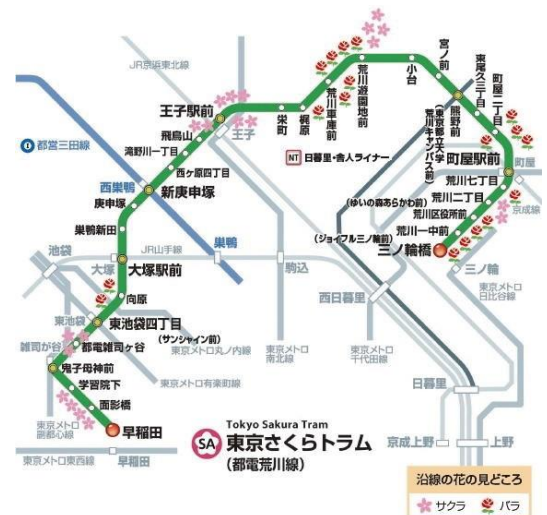 JR京浜東北線
王子駅前
飛鳥山
滝野川一丁目
西ヶ原四丁目
都営三田線
西巣鴨
新庚申塚
庚申塚
巣鴨新田
池袋
大塚
JR山手線
巣鴨
駒込
大塚駅前
向原
東池袋
東池袋四丁目
(サンシャイン前)
雑司が谷
都電雑司ヶ谷
鬼子母神前
学習院下
面影橋
早稲田
東京メトロ
副都心線
東京メトロ東西線
早稲田
東京メトロ有楽町線
東京メトロ丸ノ内線
東京メトロ
南北線
王子
栄町
梶原
荒川車庫前
荒川遊園地前
小台
宮ノ前
熊野前
(東京都立大学
荒川キャンパス前)
東尾久三丁目
町屋二丁目
町屋駅前
町屋
京成線
荒川七丁目
荒川二丁目
(ゆいの森あらかわ前)
荒川区役所前
荒川一中前
(ジョイフル三ノ輪前)
三ノ輪橋
三ノ輪
東京メトロ
日比谷線
NT 日暮里・舎人ライナー
西日暮里
東京メトロ
千代田線
日暮里
京成上野
上野
Tokyo Sakura Tram
SA 東京さくらトラム
(都電荒川線)
沿線の花の見どころ
サクラ バラ